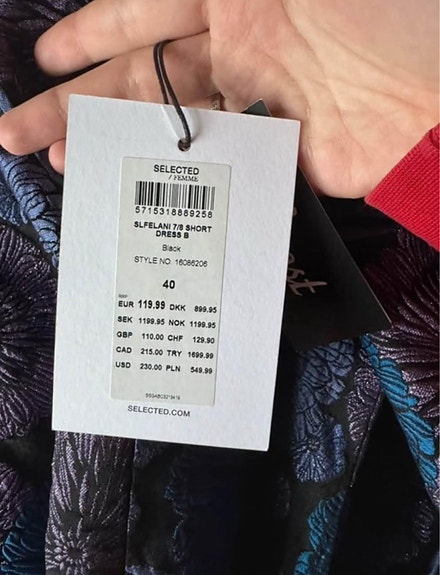 SELECTED
/ FEMME
5715318889258
SLFELANI 7/8 SHORT
DRESS B
Black
STYLE NO. 16086206
40
RRP
EUR 119.99 DKK 899.95
SEK 1199.95 NOK 1199.95
GBP 110.00 CHF 129.90
CAD 215.00 TRY 1699.99
USD 230.00 PLN 549.99
SELECTED.COM